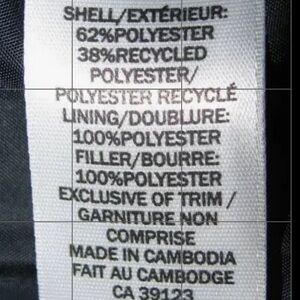 SHELL/EXTÉRIEUR:
62%POLYESTER
38%RECYCLED
POLYESTER/
POLYESTER RECYCLÉ
LINING/DOUBLURE:
100%POLYESTER
FILLER/BOURRE:
100%POLYESTER
EXCLUSIVE OF TRIM /
GARNITURE NON
COMPRISE
MADE IN CAMBODIA
FAIT AU CAMBODGE
CA 39123